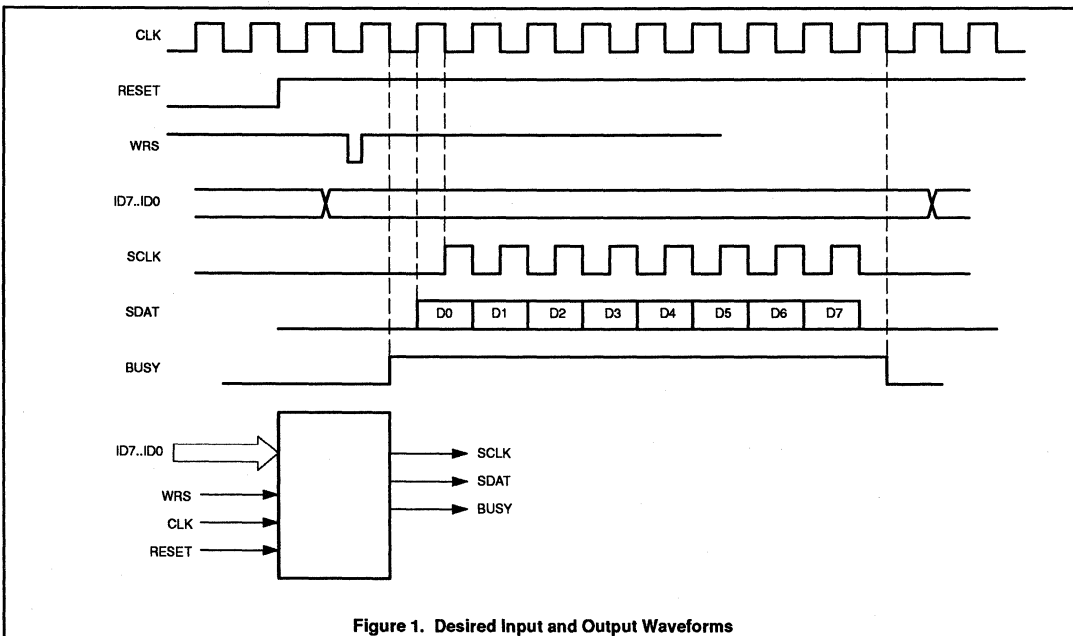 CLK
RESET
WRS
ID7..ID0
SCLK
SDAT D0 D1 D2 D3 D4 D5 D6 D7
BUSY
ID7..ID0
WRS
CLK
RESET
SCLK
SDAT
BUSY
Figure 1. Desired Input and Output Waveforms